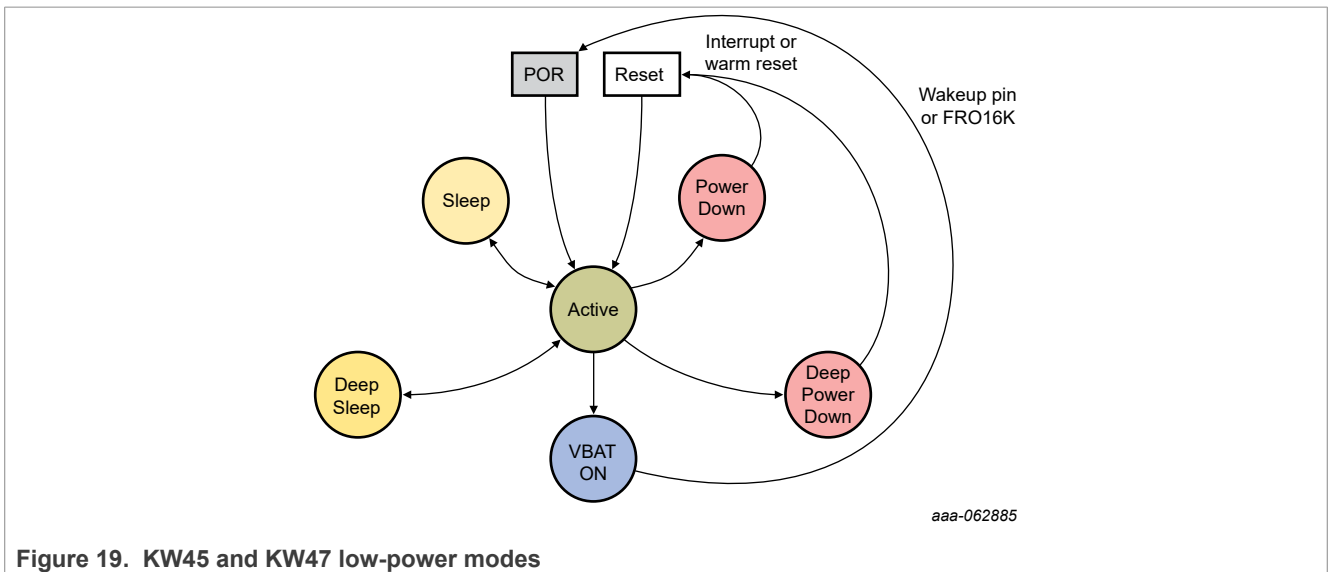 Interrupt or
warm reset
POR
Reset
Wakeup pin
or FRO16K
Sleep
Power
Down
Active
Deep
Sleep
Deep
Power
Down
VBAT
ON
aaa-062885
Figure 19. KW45 and KW47 low-power modes